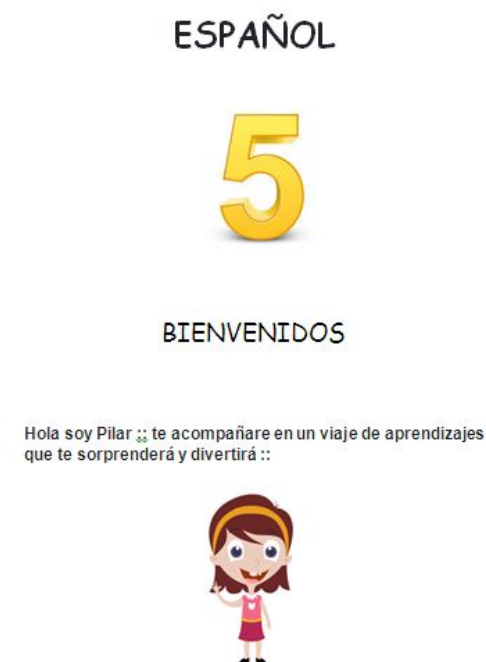 ESPAÑOL
5
BIENVENIDOS
Hola soy Pilar :: te acompañare en un viaje de aprendizajes
que te sorprenderá y divertirá ::